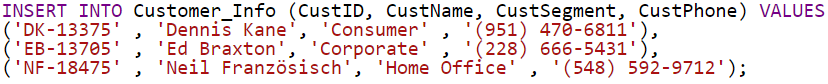 INSERT INTO Customer_Info (CustID, CustName, CustSegment, CustPhone) VALUES
('DK-13375' , 'Dennis Kane', 'Consumer' , '(951) 470-6811'),
('EB-13705' , 'Ed Braxton', 'Corporate' , '(228) 666-5431'),
('NF-18475' , 'Neil Französisch', 'Home Office' , '(548) 592-9712');